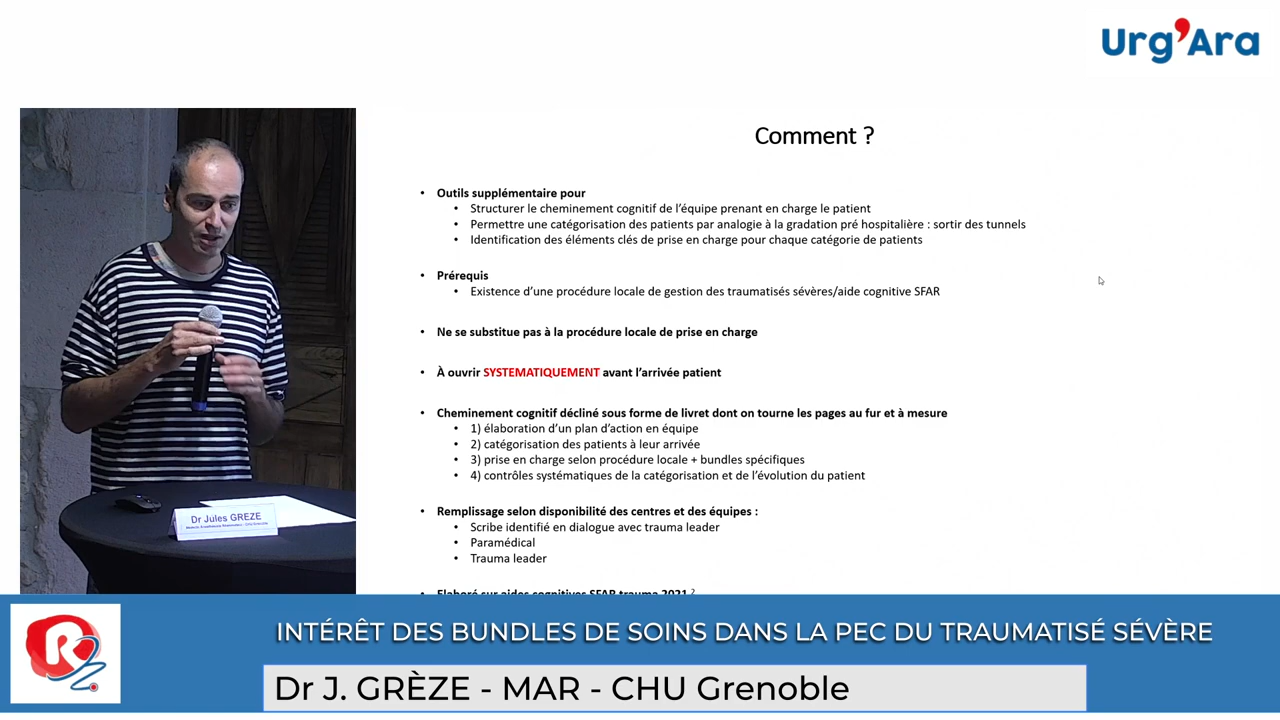 Urg'Ara
Comment ?
• Outils supplémentaire pour
• Structurer le cheminement cognitif de l'équipe prenant en charge le patient
• Permettre une catégorisation des patients par analogie à la gradation pré hospitalière : sortir des tunnels
• Identification des éléments clés de prise en charge pour chaque catégorie de patients
• Prérequis
• Existence d'une procédure locale de gestion des traumatisés sévères/aide cognitive SFAR
• Ne se substitue pas à la procédure locale de prise en charge
• À ouvrir SYSTEMATIQUEMENT avant l'arrivée patient
• Cheminement cognitif décliné sous forme de livret dont on tourne les pages au fur et à mesure
• 1) élaboration d'un plan d'action en équipe
• 2) catégorisation des patients à leur arrivée
• 3) prise en charge selon procédure locale + bundles spécifiques
• 4) contrôles systématiques de la catégorisation et de l'évolution du patient
• Remplissage selon disponibilité des centres et des équipes :
• Scribe identifié en dialogue avec trauma leader
• Paramédical
• Trauma leader
• Elaboré sur aides cognitives SFAR trauma 2021 ²
Dr Jules GREZE
R
INTÉRÊT DES BUNDLES DE SOINS DANS LA PEC DU TRAUMATISÉ SÉVÈRE
Dr J. GRÈZE - MAR - CHU Grenoble